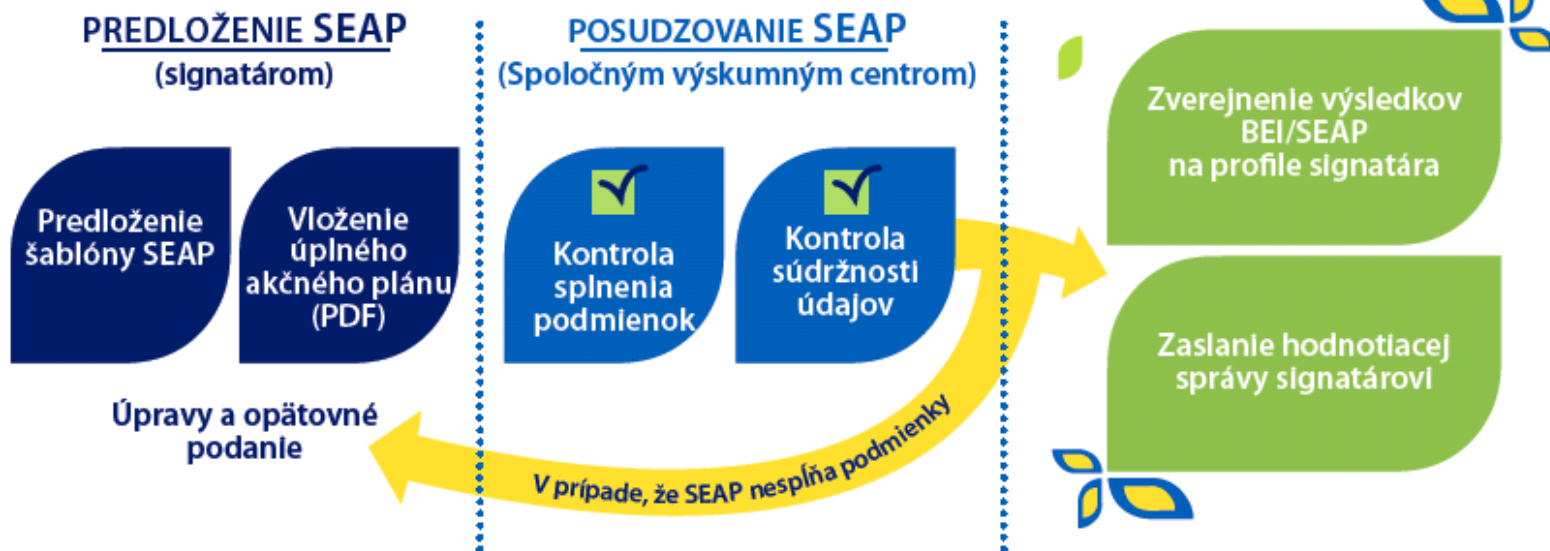 PREDLOŽENIE SEAP
(signatárom)
Predloženie
šablóny SEAP
Vloženie
úplného
akčného plánu
(PDF)
Úpravy a opätovné
podanie
POSUDZOVANIE SEAP
(Spoločným výskumným centrom)
Kontrola
splnenia
podmienok
Kontrola
súdržnosti
údajov
V prípade, že SEAP nespĺňa podmienky
Zverejnenie výsledkov
BEI/SEAP
na profile signatára
Zaslanie hodnotiacej
správy signatárovi